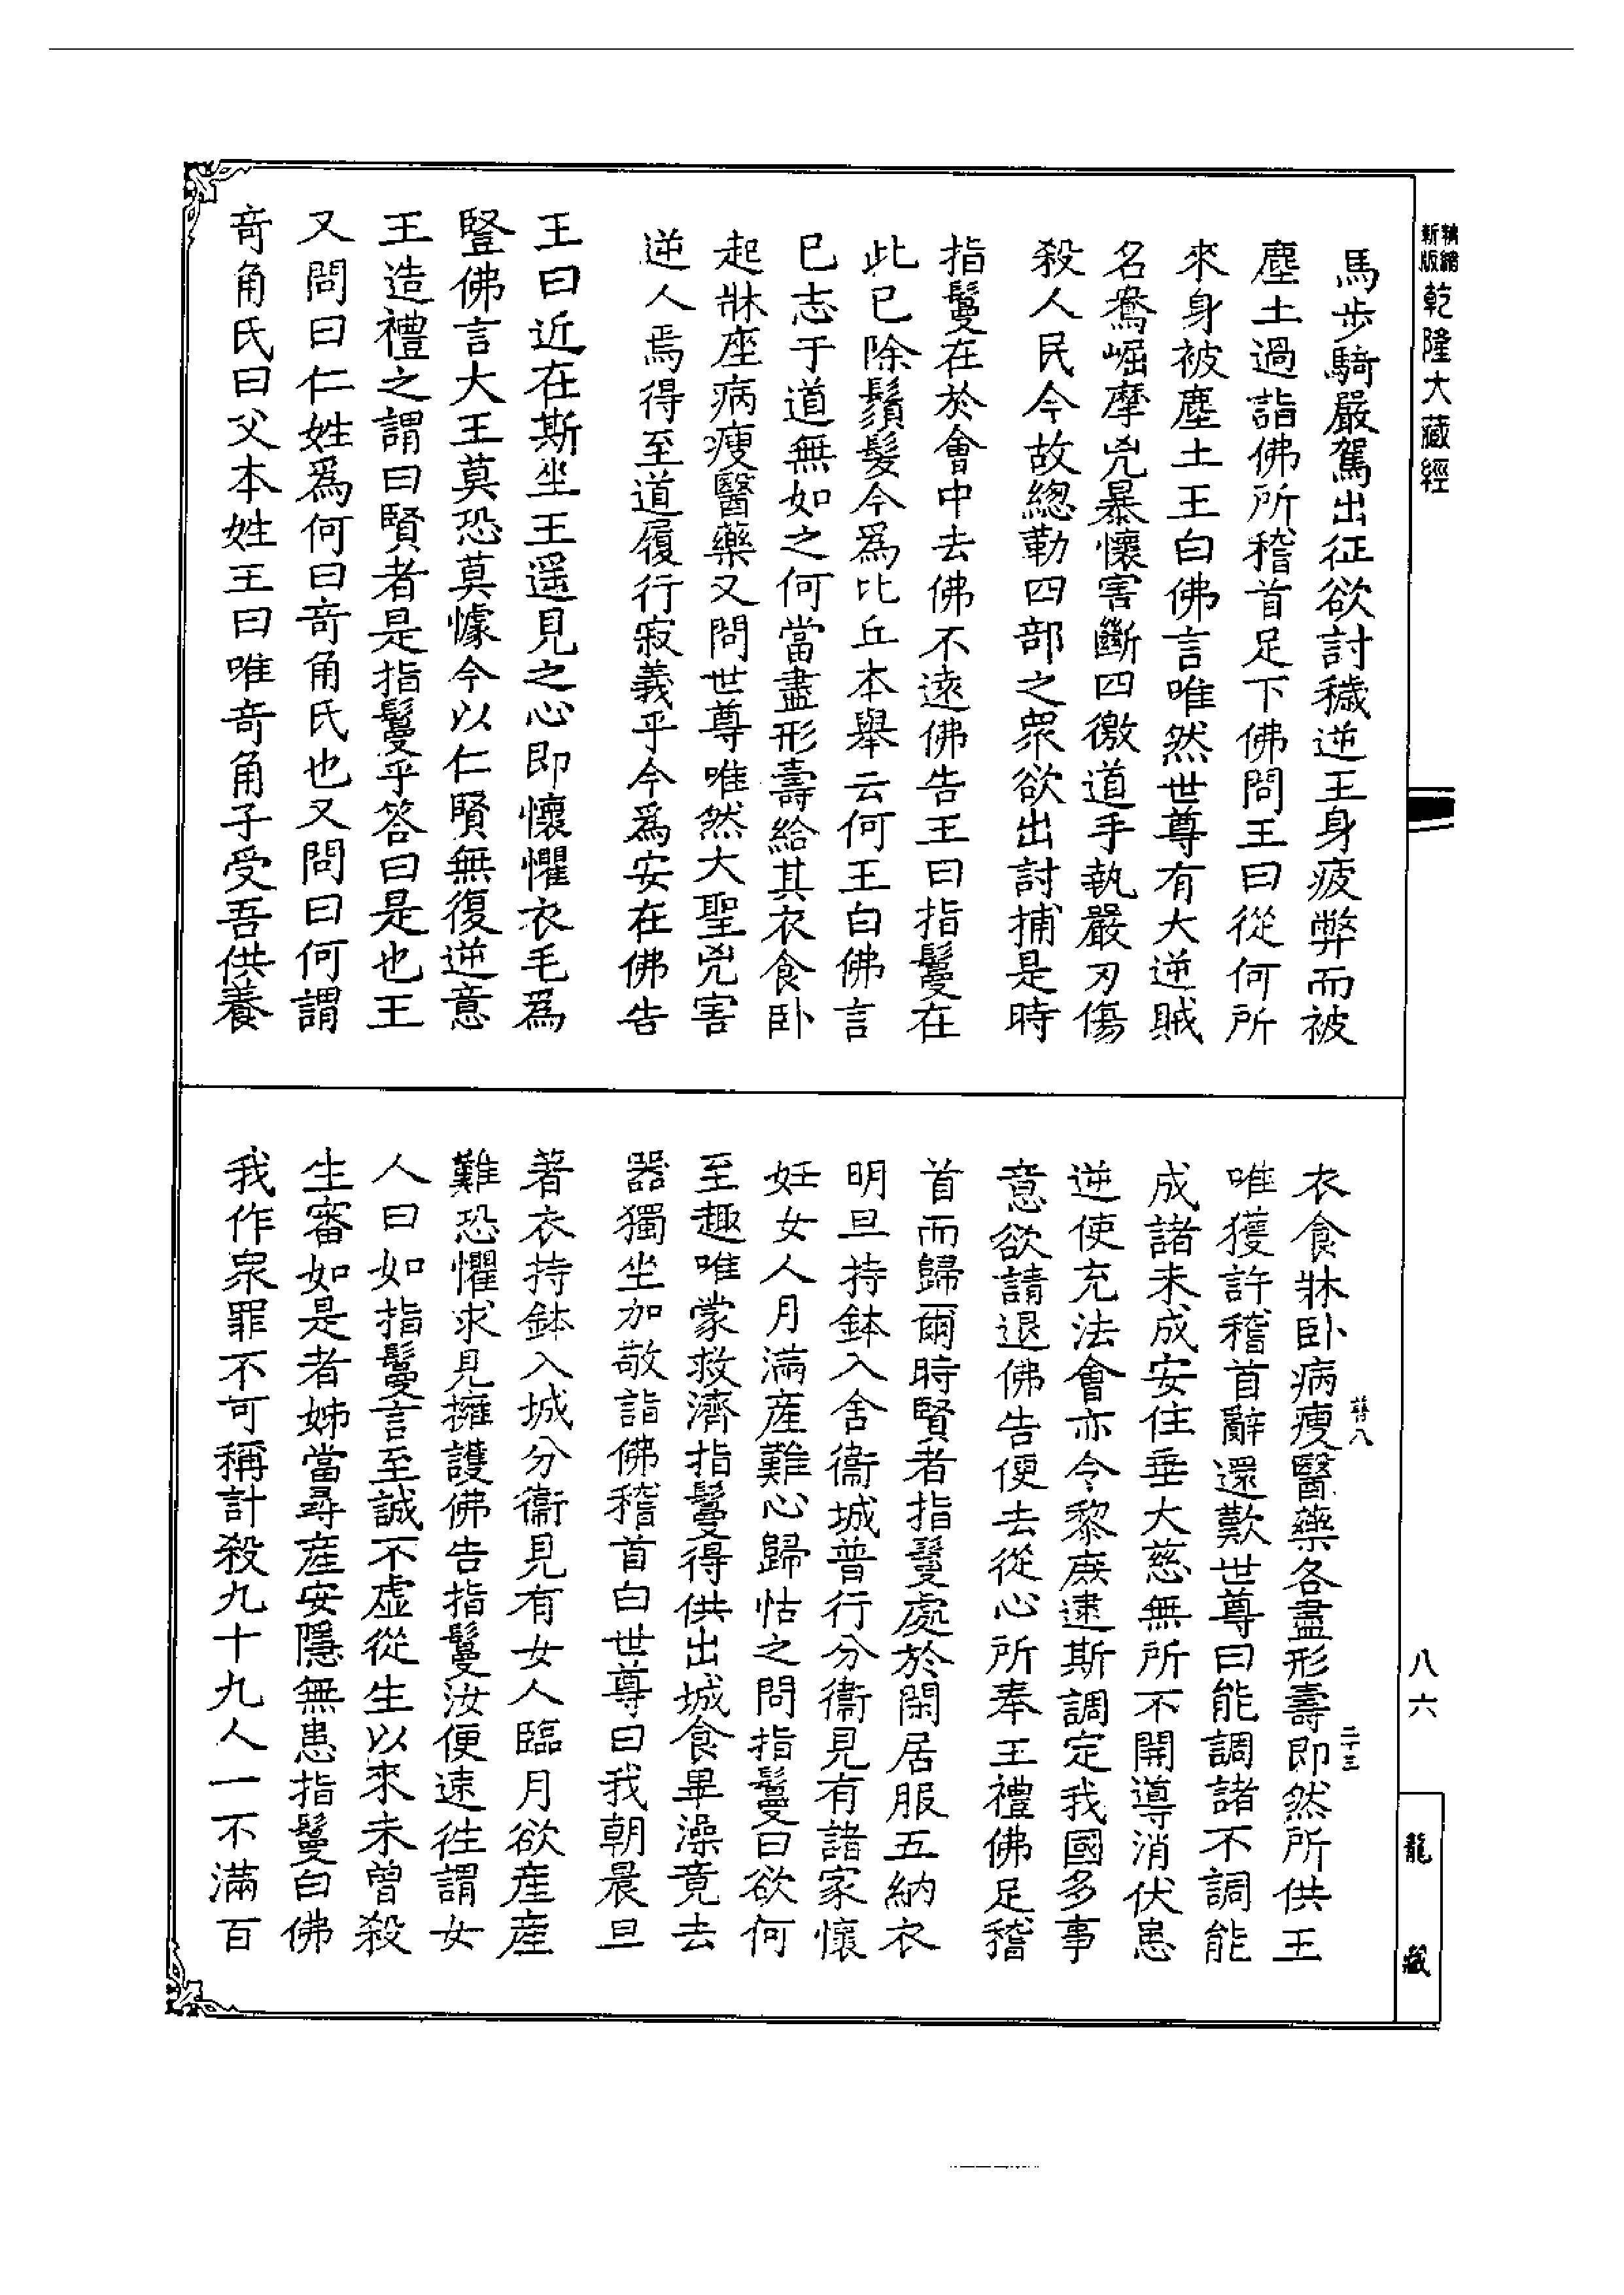 精縮
新版
乾隆大藏經
馬步騎嚴駕出征欲討穢逆王身疲弊而被
塵土過詣佛所稽首足下佛問王曰從何所
來身被塵土王白佛言唯然世尊有大逆賊
名鴦崛摩兇暴懷害斷四徼道手執嚴刃傷
殺人民今故總勒四部之眾欲出討捕是時
指鬘在於會中去佛不遠佛告王曰指鬘在
此已除鬚髮今為比丘本舉云何王白佛言
已志于道無如之何當盡形壽給其衣食臥
起牀座病瘦醫藥又問世尊唯然大聖兇害
逆人焉得至道履行寂義乎今為安在佛告
王曰近在斯坐王遥見之心即懷懼衣毛為
豎佛言大王莫恐莫懅今以仁賢無復逆意
王造禮之謂曰賢者是指鬘乎答曰是也王
又問曰仁姓為何曰奇角氏也又問曰何謂
奇角氏曰父本姓王曰唯奇角子受吾供養
衣食牀臥病瘦醫藥各盡形壽即然所供王
唯獲許稽首辭還歎世尊曰能調諸不調能
成諸未成安住垂大慈無所不開導消伏患
逆使充法會亦令黎庶逮斯調定我國多事
意欲請退佛告便去從心所奉王禮佛足稽
首而歸爾時賢者指鬘處於閑居服五納衣
明旦持鉢入舍衞城普行分衞見有諸家懷
妊女人月滿產難心歸怙之問指鬘曰欲何
至趣唯蒙救濟指鬘得供出城食畢澡竟去
器獨坐加敬詣佛稽首白世尊曰我朝晨旦
著衣持鉢入城分衞見有女人臨月欲產產
難恐懼求見擁護佛告指鬘汝便速往謂女
人曰如指鬘言至誠不虛從生以來未曾殺
生審如是者姊當尋產安隱無患指鬘白佛
我作眾罪不可稱計殺九十九人一不滿百
八
二十三
八六
龍藏